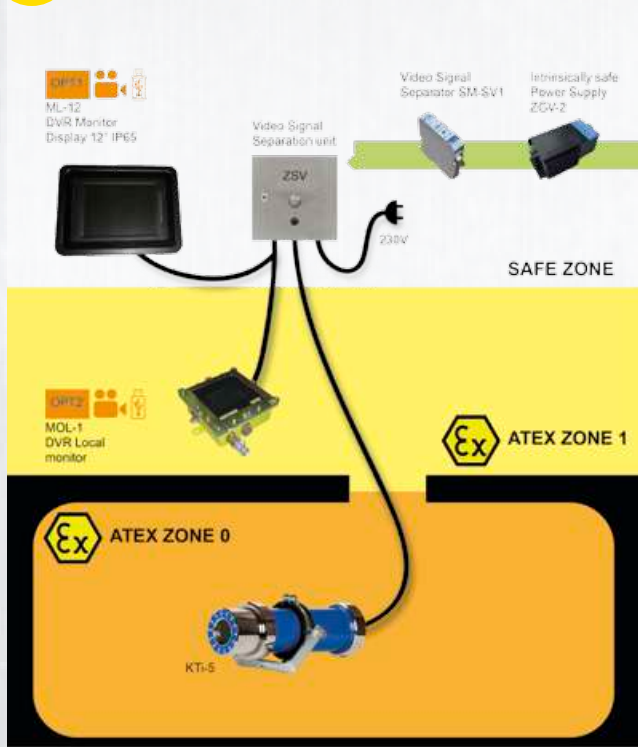 OPT1
ML-12
DVR Monitor
Display 12" IP65
Video Signal
Separation unit
ZSV
Video Signal
Separator SM-SV1
Intrinsically safe
Power Supply
ZGV-2
230V
SAFE ZONE
OPT2
MOL-1
DVR Local
monitor
Ex
ATEX ZONE 1
Ex
ATEX ZONE 0
KTi-5